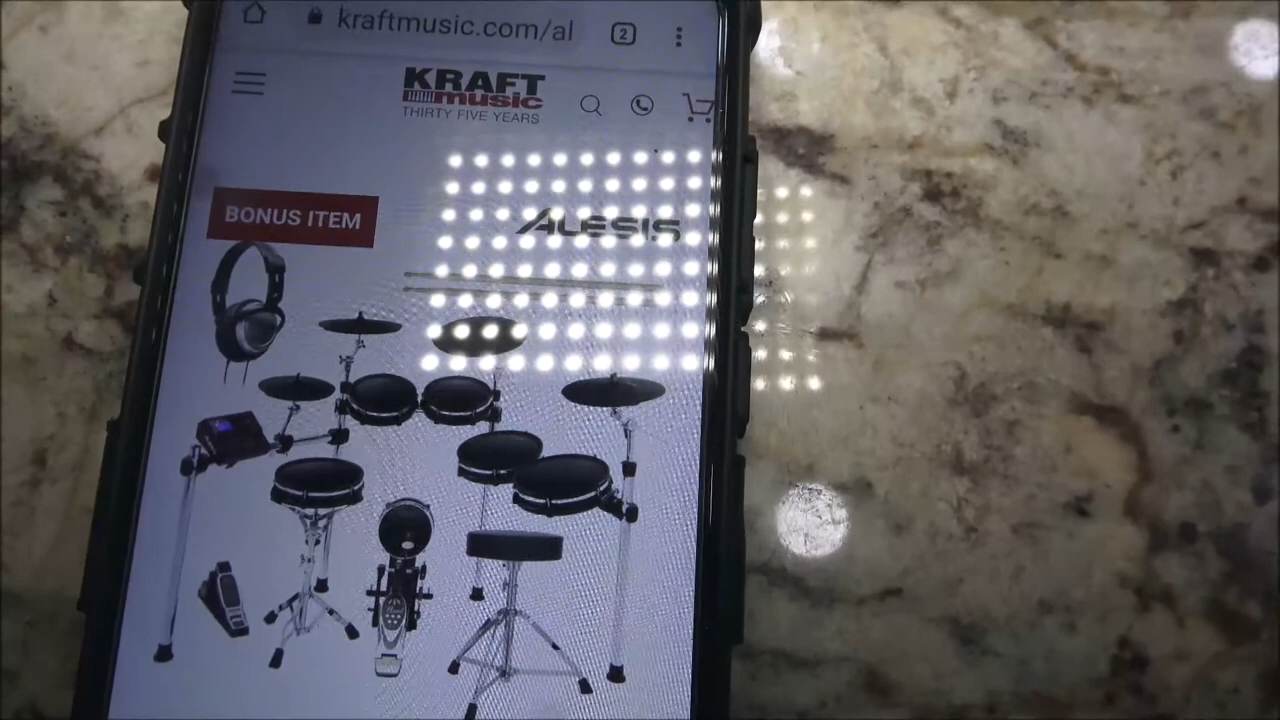 kraftmusic.com/al
2
KRAFT
music
THIRTY FIVE YEARS
BONUS ITEM
ALESIS